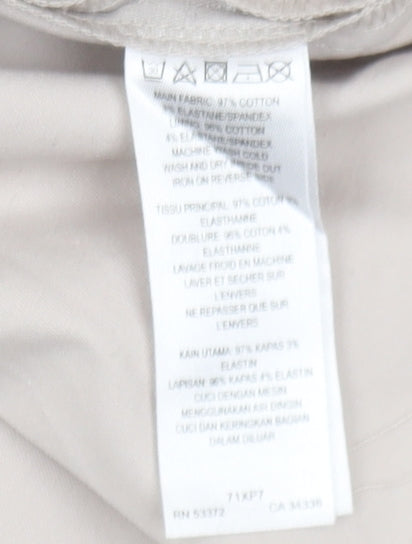 MAIN FABRIC: 97% COTTON
3% ELASTANE/SPANDEX
LINING: 96% COTTON
4% ELASTANE/SPANDEX
MACHINE WASH COLD
WASH AND DRY INSIDE OUT
IRON ON REVERSE SIDE
TISSU PRINCIPAL: 97% COTON 3%
ELASTHANNE
DOUBLURE: 96% COTON 4%
ELASTHANNE
LAVAGE FROID EN MACHINE
LAVER ET SECHER SUR
L'ENVERS
NE REPASSER QUE SUR
L'ENVERS
KAIN UTAMA: 97% KAPAS 3%
ELASTIN
LAPISAN: 96% KAPAS 4% ELASTIN
CUCI DENGAN MESIN
MENGGUNAKAN AIR DINGIN
CUCI DAN KERINGKAN BAGIAN
DALAM DILUAR
71XP7
RN 53372 CA 34336